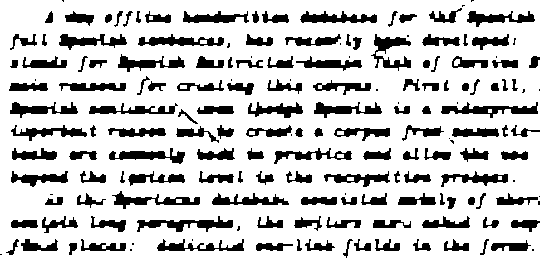 A new offline handwritten database for the Spanish
full Spanish sentences, has recently been developed:
stands for Spanish Restricted-domain Task of Cursive S
main reasons for creating this corpus. First of all,
Spanish sentences, even though Spanish is a widespread
important reason was to create a corpus from semantic-
tasks are commonly used in practice and allow the use
beyond the lexicon level in the recognition process.
As the Spartacus database consisted mainly of short
contain long paragraphs, the writers were asked to cop
fixed places: dedicated one-line fields in the forms.